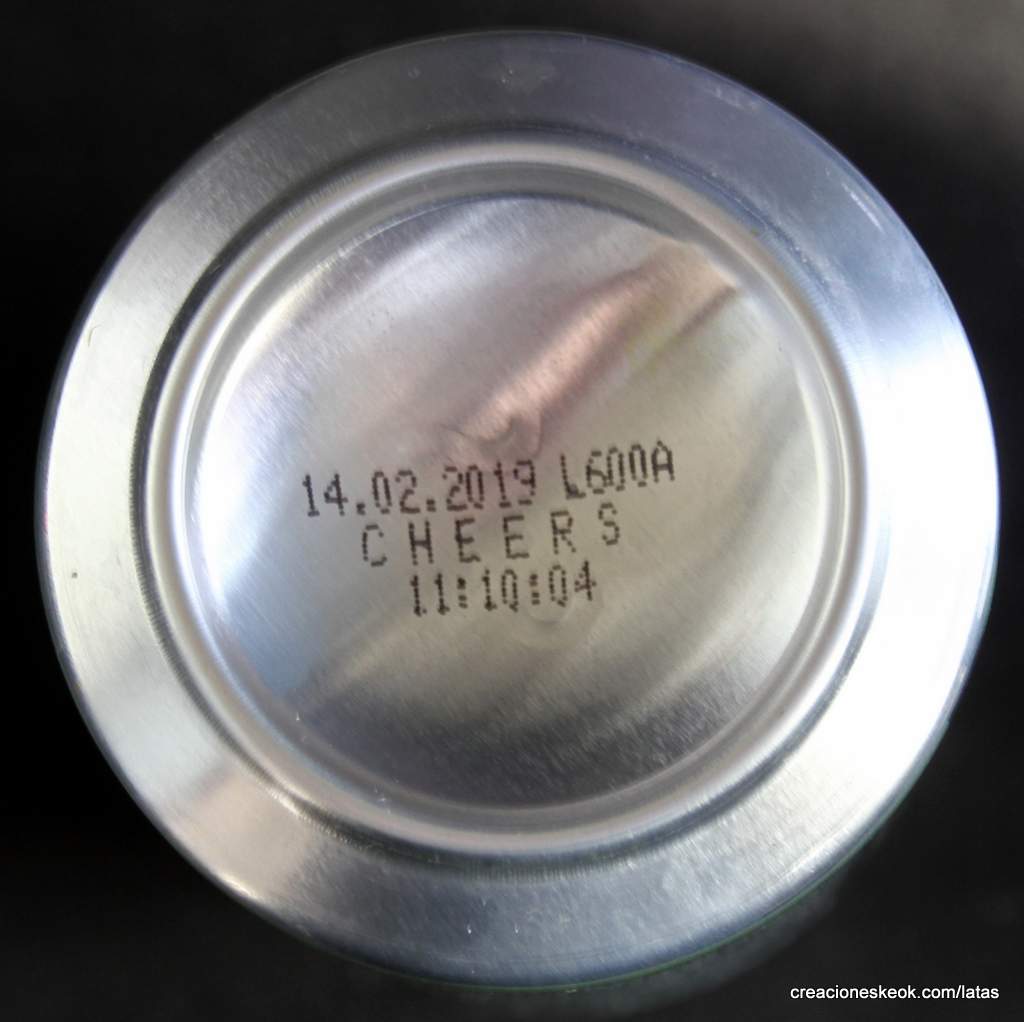 14.02.2019 L600A
CHEERS
11:10:04
creacioneskeok.com/latas